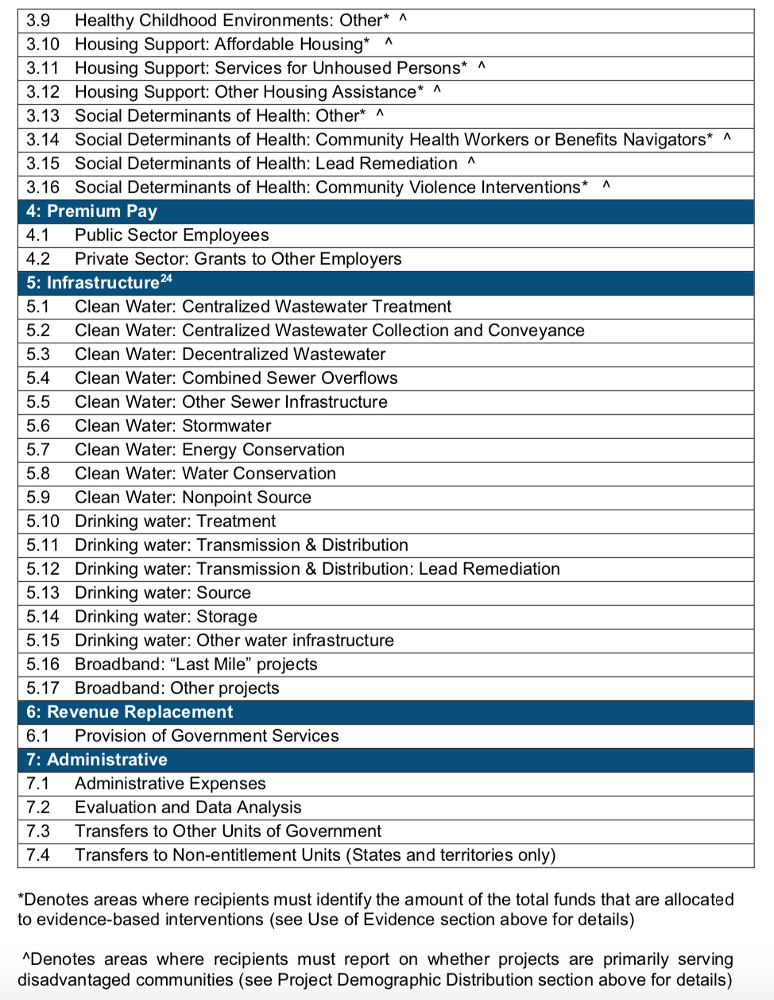 3.9 Healthy Childhood Environments: Other* ^
3.10 Housing Support: Affordable Housing* ^
3.11 Housing Support: Services for Unhoused Persons* ^
3.12 Housing Support: Other Housing Assistance* ^
3.13 Social Determinants of Health: Other* ^
3.14 Social Determinants of Health: Community Health Workers or Benefits Navigators* ^
3.15 Social Determinants of Health: Lead Remediation ^
3.16 Social Determinants of Health: Community Violence Interventions* ^
4: Premium Pay
4.1 Public Sector Employees
4.2 Private Sector: Grants to Other Employers
5: Infrastructure24
5.1 Clean Water: Centralized Wastewater Treatment
5.2 Clean Water: Centralized Wastewater Collection and Conveyance
5.3 Clean Water: Decentralized Wastewater
5.4 Clean Water: Combined Sewer Overflows
5.5 Clean Water: Other Sewer Infrastructure
5.6 Clean Water: Stormwater
5.7 Clean Water: Energy Conservation
5.8 Clean Water: Water Conservation
5.9 Clean Water: Nonpoint Source
5.10 Drinking water: Treatment
5.11 Drinking water: Transmission & Distribution
5.12 Drinking water: Transmission & Distribution: Lead Remediation
5.13 Drinking water: Source
5.14 Drinking water: Storage
5.15 Drinking water: Other water infrastructure
5.16 Broadband: “Last Mile” projects
5.17 Broadband: Other projects
6: Revenue Replacement
6.1 Provision of Government Services
7: Administrative
7.1 Administrative Expenses
7.2 Evaluation and Data Analysis
7.3 Transfers to Other Units of Government
7.4 Transfers to Non-entitlement Units (States and territories only)
*Denotes areas where recipients must identify the amount of the total funds that are allocated
to evidence-based interventions (see Use of Evidence section above for details)
^Denotes areas where recipients must report on whether projects are primarily serving
disadvantaged communities (see Project Demographic Distribution section above for details)